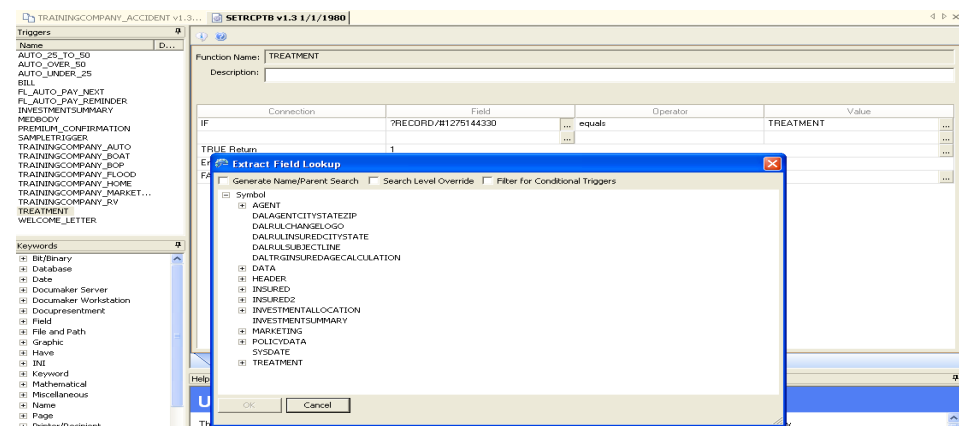 TRAININGCOMPANY_ACCIDENT v1.3... SETRCPTB v1.3 1/1/1980
Triggers
Name D...
AUTO_25_TO_50
AUTO_OVER_50
AUTO_UNDER_25
BILL
FL_AUTO_PAY_NEXT
FL_AUTO_PAY_REMINDER
INVESTMENTSUMMARY
MEDBODY
PREMIUM_CONFIRMATION
SAMPLETRIGGER
TRAININGCOMPANY_AUTO
TRAININGCOMPANY_BOAT
TRAININGCOMPANY_BOP
TRAININGCOMPANY_FLOOD
TRAININGCOMPANY_HOME
TRAININGCOMPANY_MARKET...
TRAININGCOMPANY_RV
TREATMENT
WELCOME_LETTER
Keywords
Bit/Binary
Database
Date
Documaker Server
Documaker Workstation
Docupresentment
Field
File and Path
Graphic
Have
INI
Keyword
Mathematical
Miscellaneous
Name
Page
Printer/Recipient
Function Name: TREATMENT
Description:
Connection Field Operator Value
IF ?RECORD/#1275144330 ... equals TREATMENT ...
... ...
TRUE Return 1 ...
Er
FA ...
Extract Field Lookup
Generate Name/Parent Search Search Level Override Filter for Conditional Triggers
Symbol
AGENT
DALAGENTCITYSTATEZIP
DALRULCHANGELOGO
DALRULINSUREDCITYSTATE
DALRULSUBJECTLINE
DALTRGINSUREDAGECALCULATION
DATA
HEADER
INSURED
INSURED2
INVESTMENTALLOCATION
INVESTMENTSUMMARY
MARKETING
POLICYDATA
SYSDATE
TREATMENT
OK Cancel
Help
U
Th